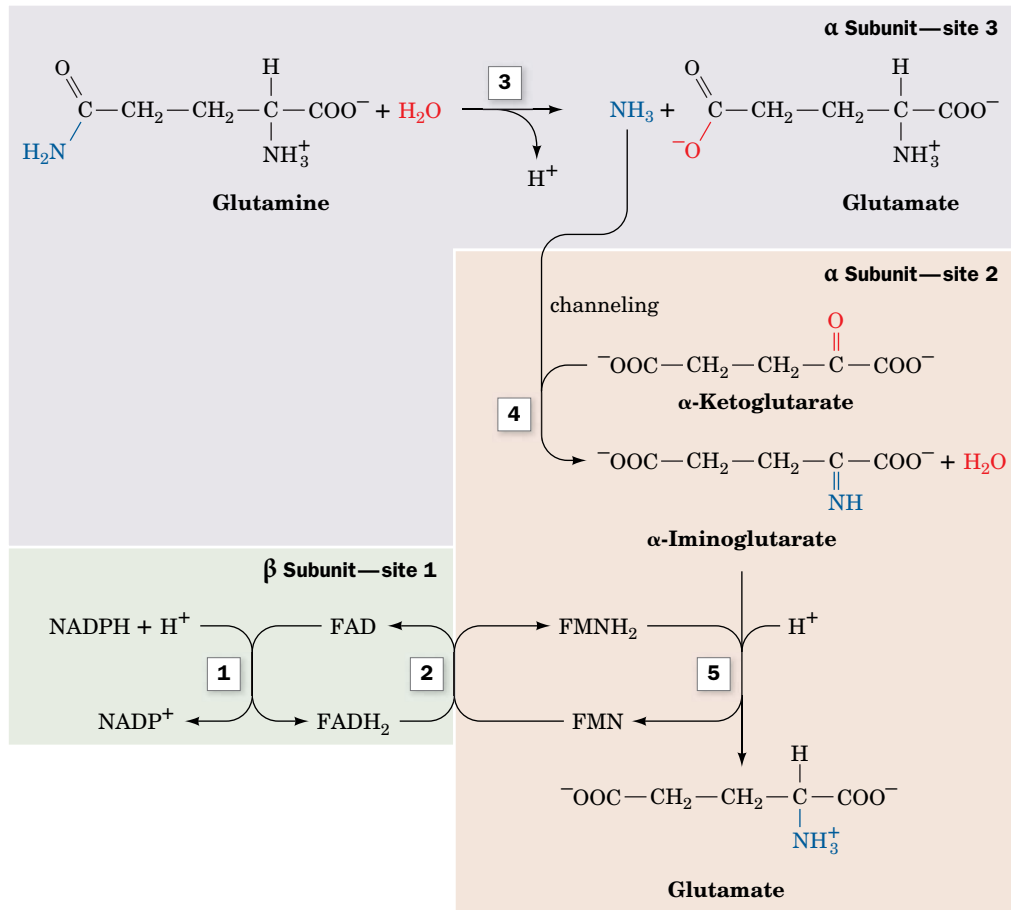 α Subunit—site 3
O H O H
C—CH₂—CH₂—C—COO⁻ + H₂O 3 NH₃ + C—CH₂—CH₂—C—COO⁻
H₂N NH₃⁺ H⁺ ⁻O NH₃⁺
Glutamine Glutamate
α Subunit—site 2
channeling
O
⁻OOC—CH₂—CH₂—C—COO⁻
α-Ketoglutarate
4
⁻OOC—CH₂—CH₂—C—COO⁻ + H₂O
NH
α-Iminoglutarate
β Subunit—site 1
NADPH + H⁺ FAD FMNH₂ H⁺
1 2 5
NADP⁺ FADH₂ FMN
H
⁻OOC—CH₂—CH₂—C—COO⁻
NH₃⁺
Glutamate